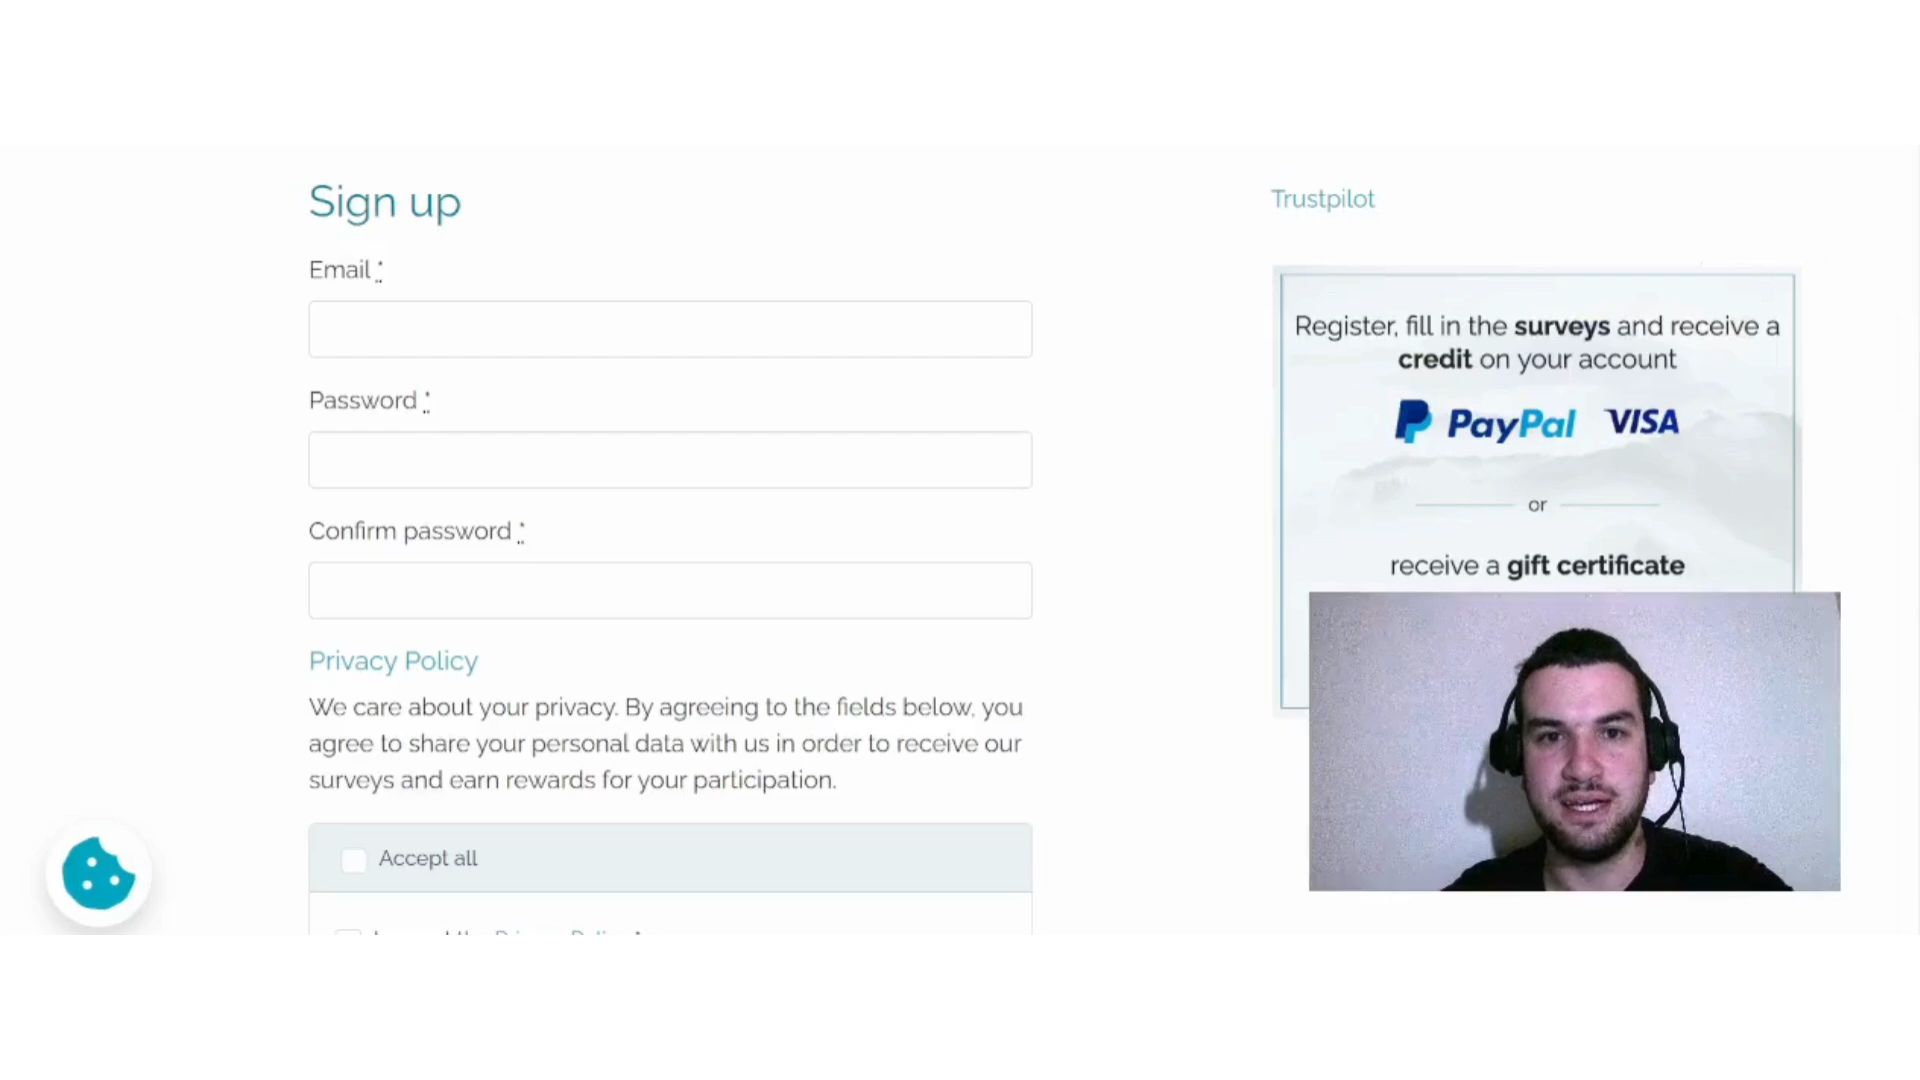 Sign up
Email *
Password *
Confirm password *
Privacy Policy
We care about your privacy. By agreeing to the fields below, you
agree to share your personal data with us in order to receive our
surveys and earn rewards for your participation.
Accept all
Trustpilot
Register, fill in the surveys and receive a
credit on your account
PayPal VISA
or
receive a gift certificate